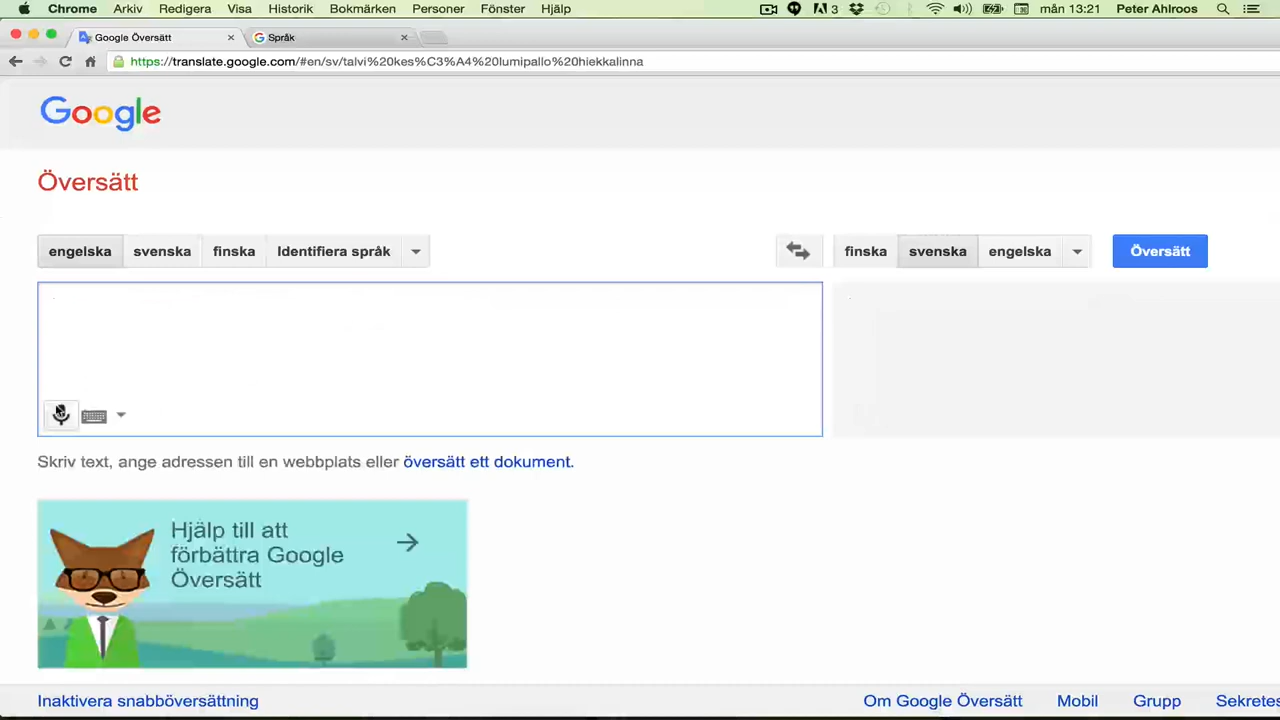 Chrome Arkiv Redigera Visa Historik Bokmärken Personer Fönster Hjälp 3 mån 13:21 Peter Ahlroos
Google Översätt Språk
https://translate.google.com/#en/sv/talvi%20kes%C3%A4%20lumipallo%20hiekkalinna
Google
Översätt
engelska svenska finska Identifiera språk finska svenska engelska Översätt
Skriv text, ange adressen till en webbplats eller översätt ett dokument.
Hjälp till att
förbättra Google
Översätt
Inaktivera snabböversättning Om Google Översätt Mobil Grupp Sekretes